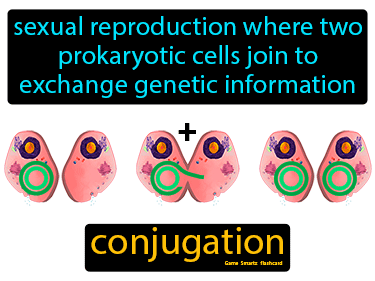 sexual reproduction where two
prokaryotic cells join to
exchange genetic information
+
conjugation
Game Smartz flashcard